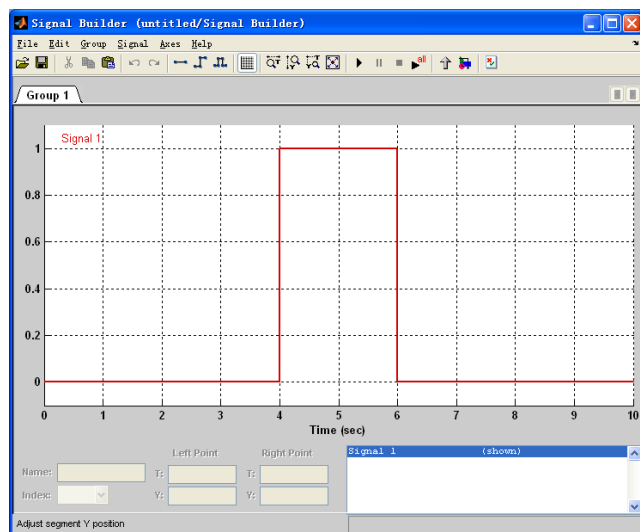 Signal Builder (untitled/Signal Builder)
File Edit Group Signal Axes Help
all
Group 1
Signal 1
1
0.8
0.6
0.4
0.2
0
0 1 2 3 4 5 6 7 8 9 10
Time (sec)
Left Point Right Point
Name: T: T:
Index: Y: Y:
Signal 1 (shown)
Adjust segment Y position